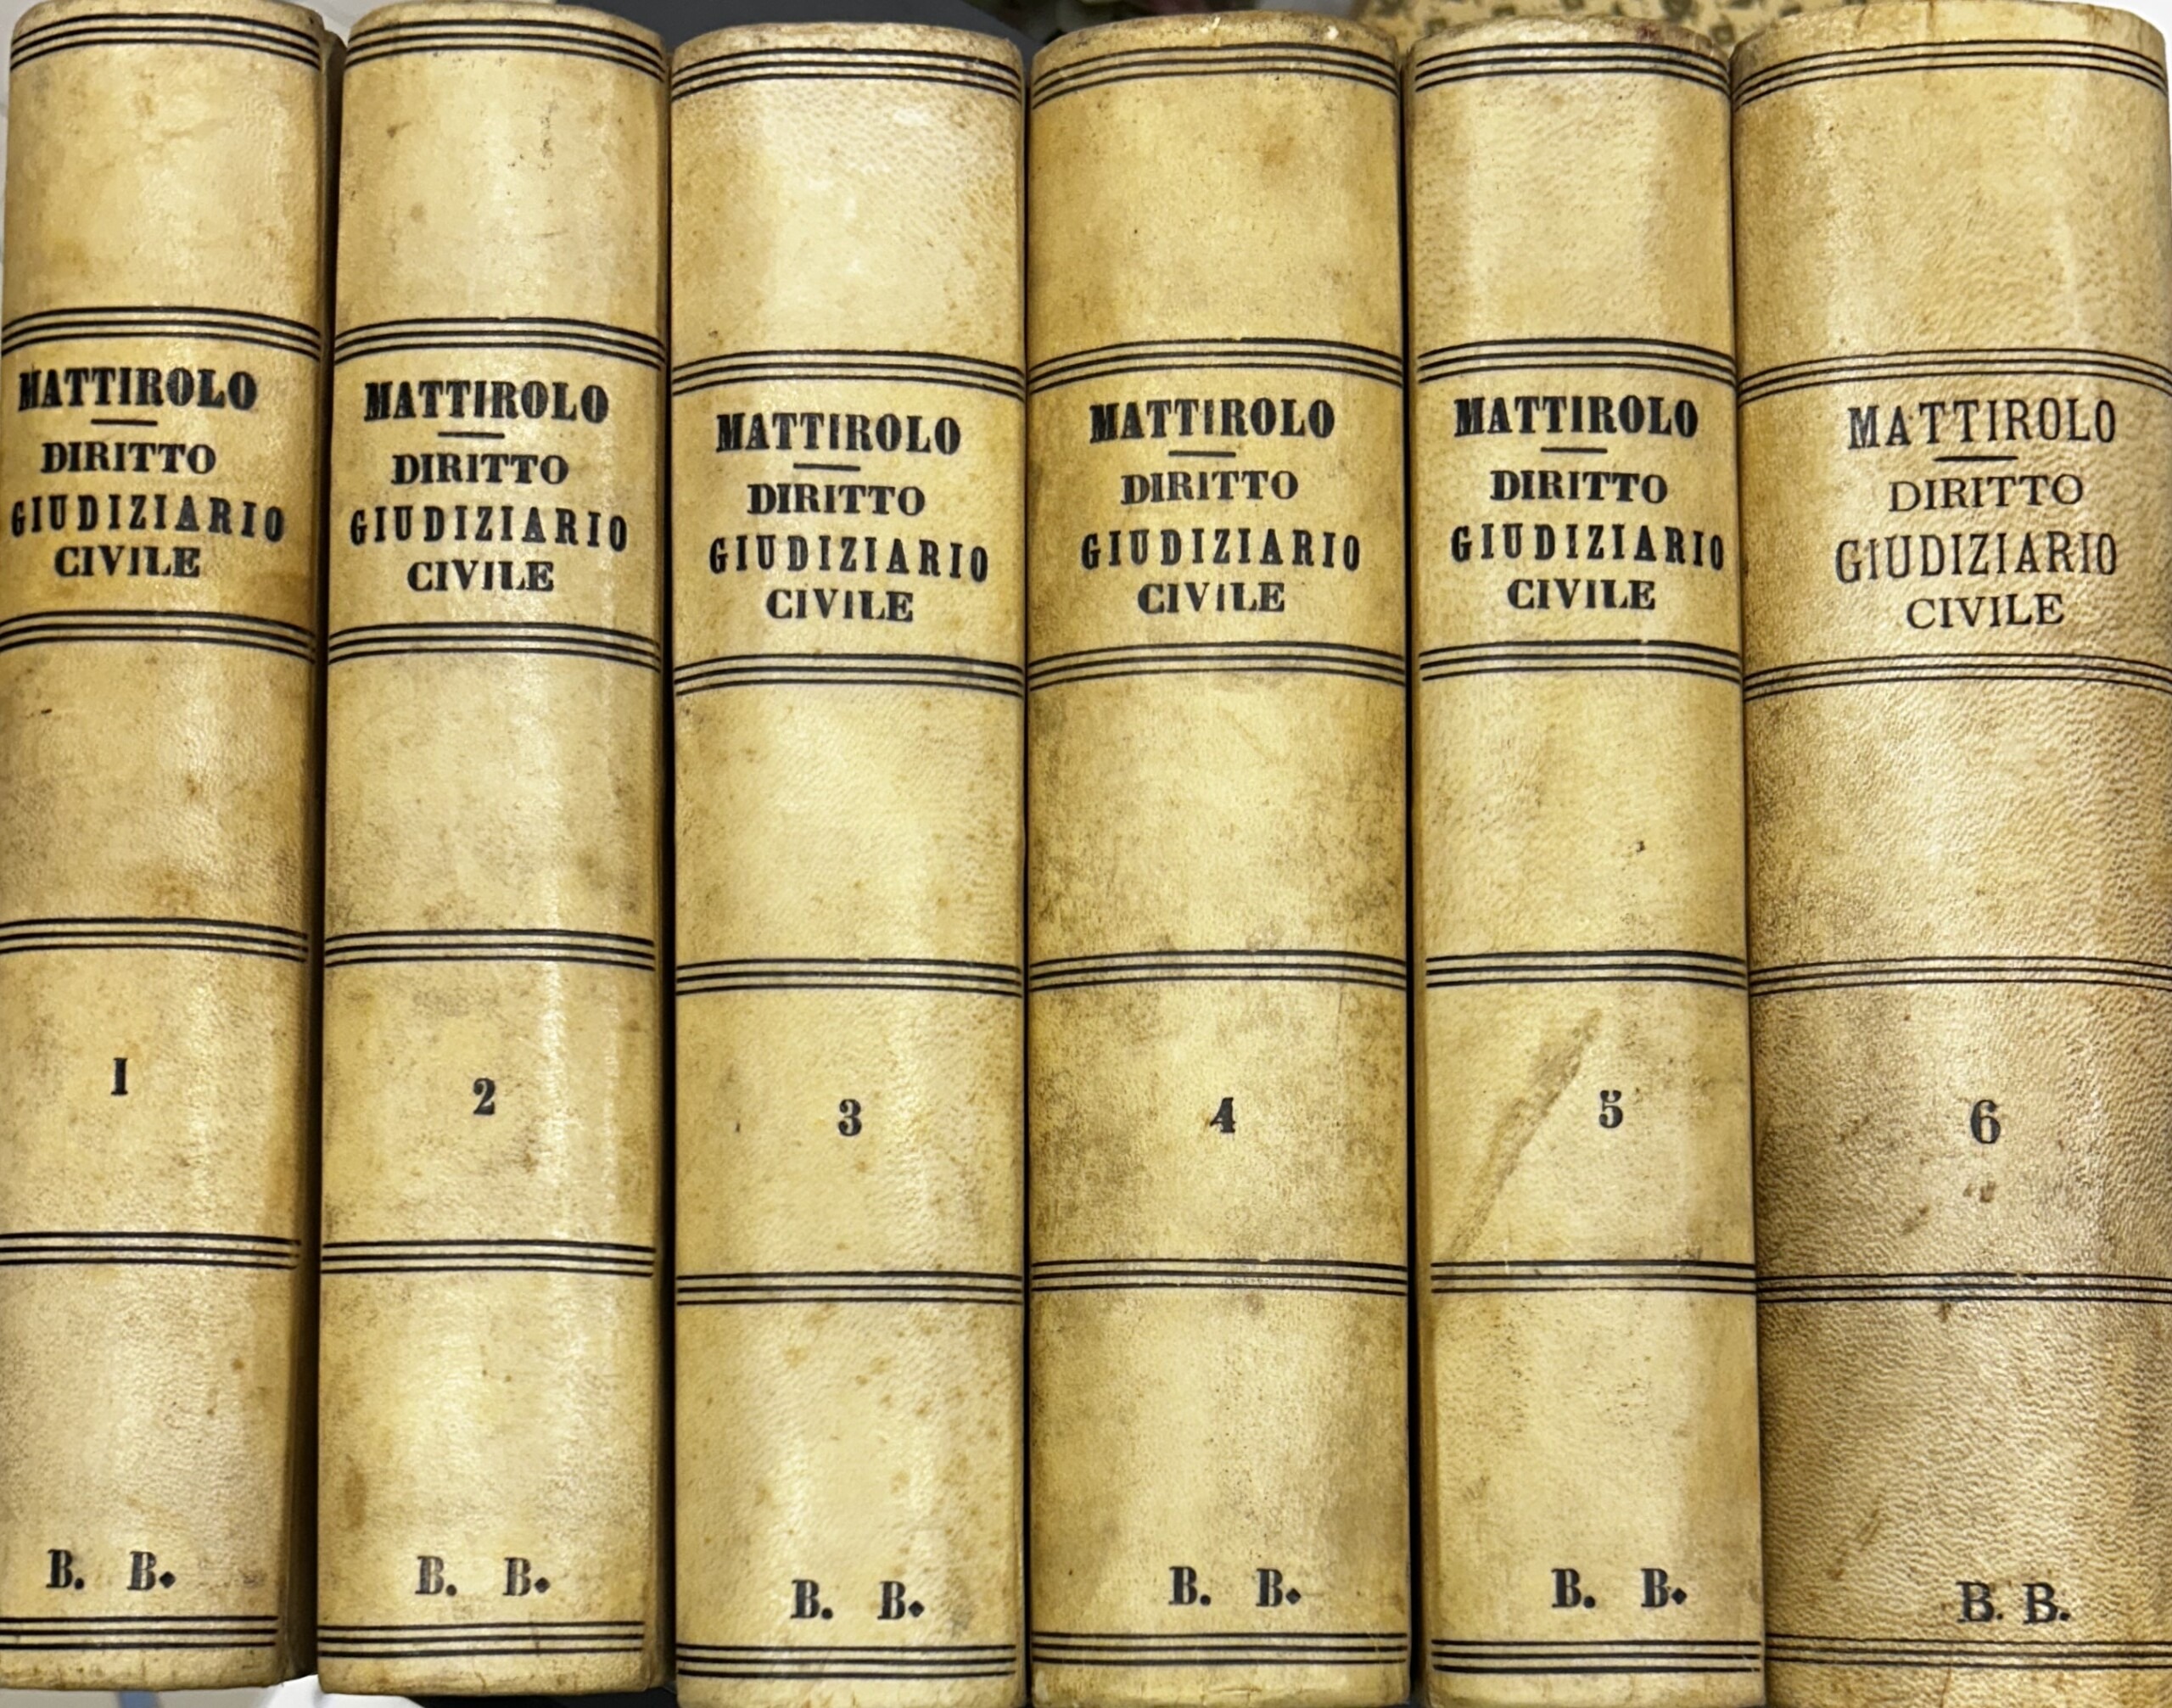 MATTIROLO
DIRITTO
GIUDIZIARIO
CIVILE
1
B. B.
MATTIROLO
DIRITTO
GIUDIZIARIO
CIVILE
2
B. B.
MATTIROLO
DIRITTO
GIUDIZIARIO
CIVILE
3
B. B.
MATTIROLO
DIRITTO
GIUDIZIARIO
CIVILE
4
B. B.
MATTIROLO
DIRITTO
GIUDIZIARIO
CIVILE
5
B. B.
MATTIROLO
DIRITTO
GIUDIZIARIO
CIVILE
6
B. B.